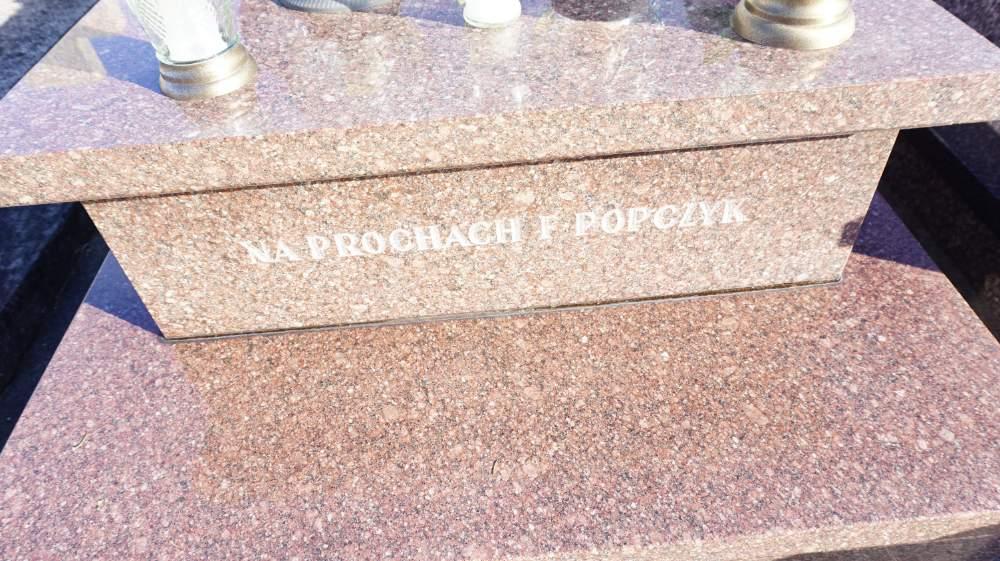 NA PROCHACH F POPCZYK